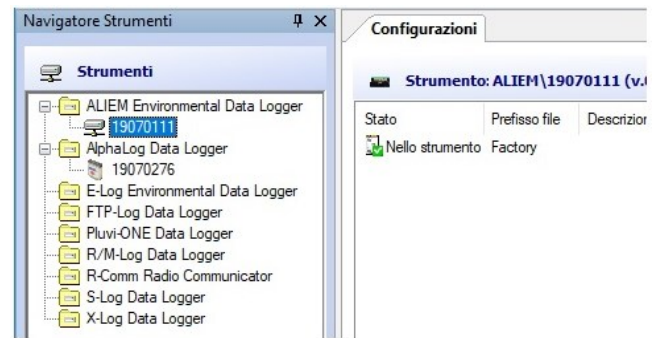 Navigatore Strumenti
Strumenti
ALIEM Environmental Data Logger
19070111
AlphaLog Data Logger
19070276
E-Log Environmental Data Logger
FTP-Log Data Logger
Pluvi-ONE Data Logger
R/M-Log Data Logger
R-Comm Radio Communicator
S-Log Data Logger
X-Log Data Logger
Configurazioni
Strumento: ALIEM\19070111 (v.
Stato Prefisso file Descrizion
Nello strumento Factory